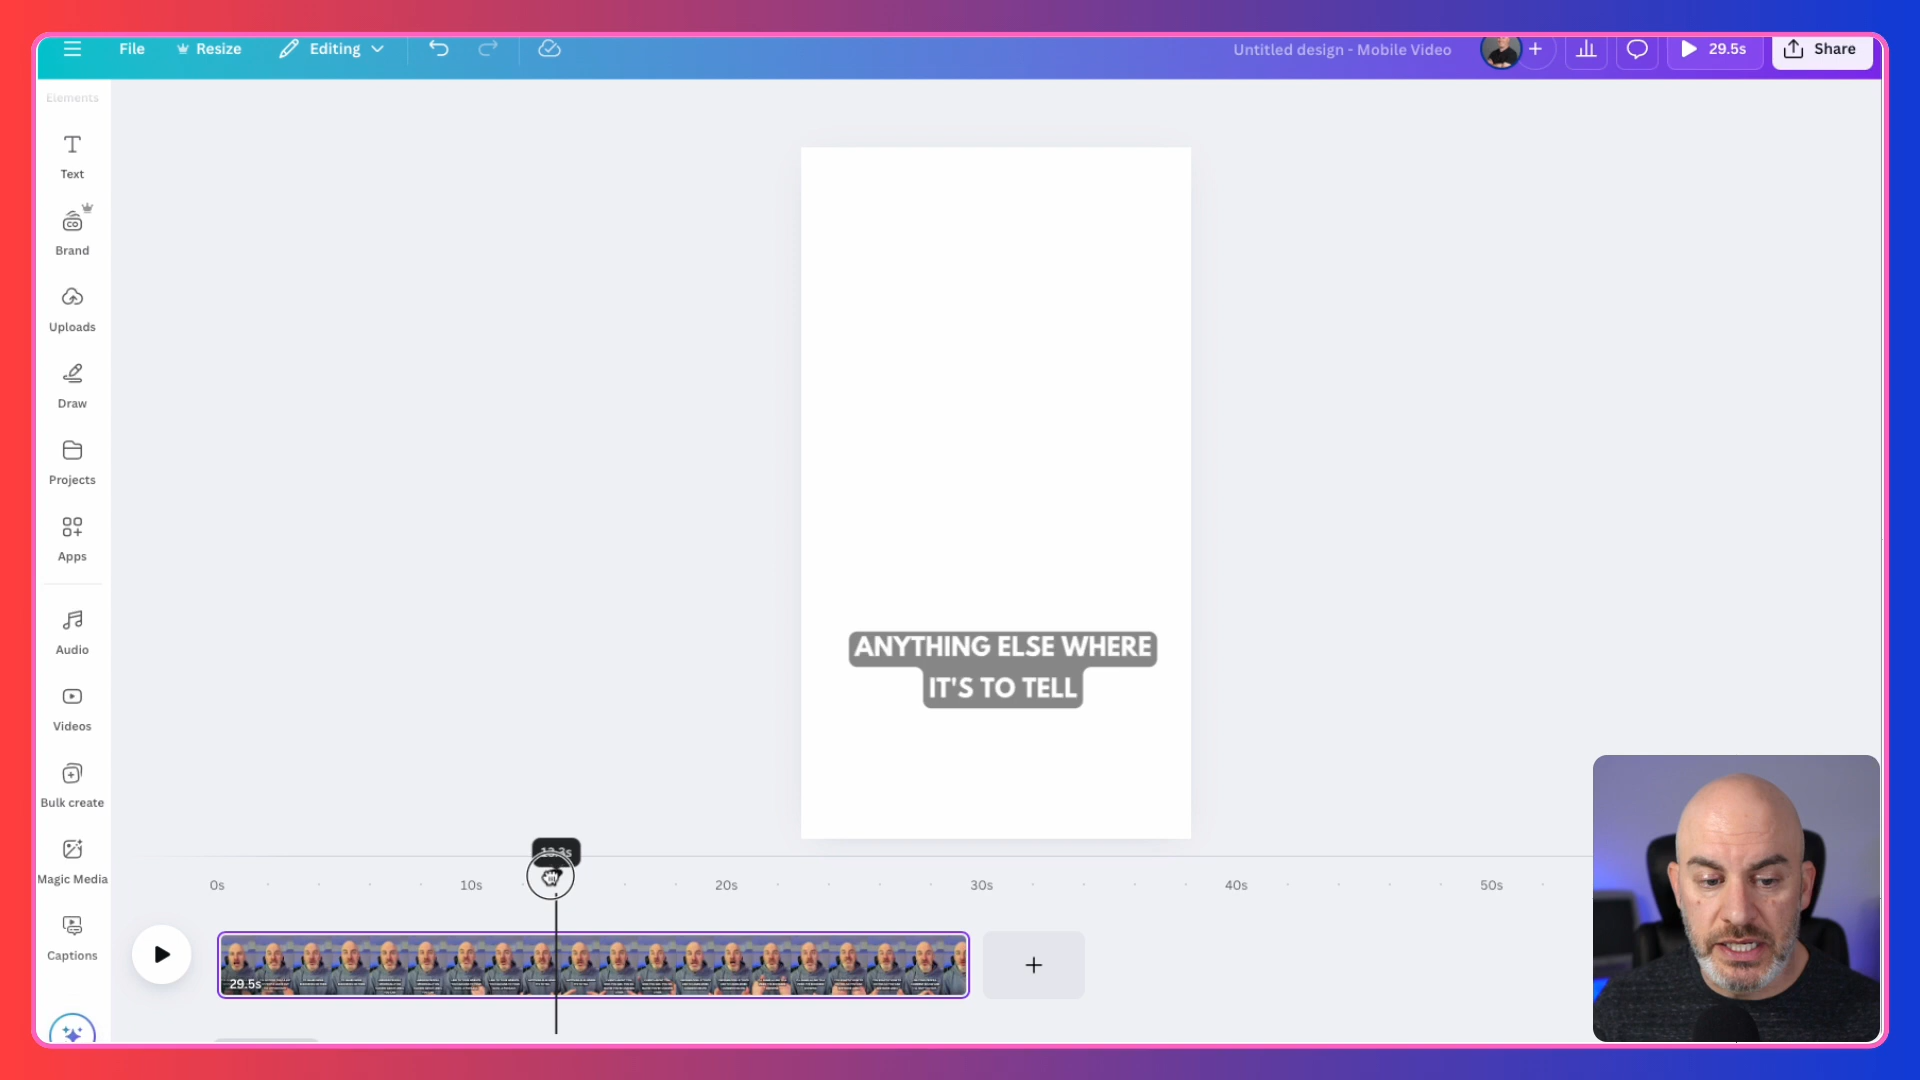 File
Resize
Editing
Untitled design - Mobile Video
29.5s
Share
Elements
Text
Brand
Uploads
Draw
Projects
Apps
Audio
Videos
Bulk create
Magic Media
Captions
ANYTHING ELSE WHERE
IT'S TO TELL
0s
10s
20s
30s
40s
50s
29.5s